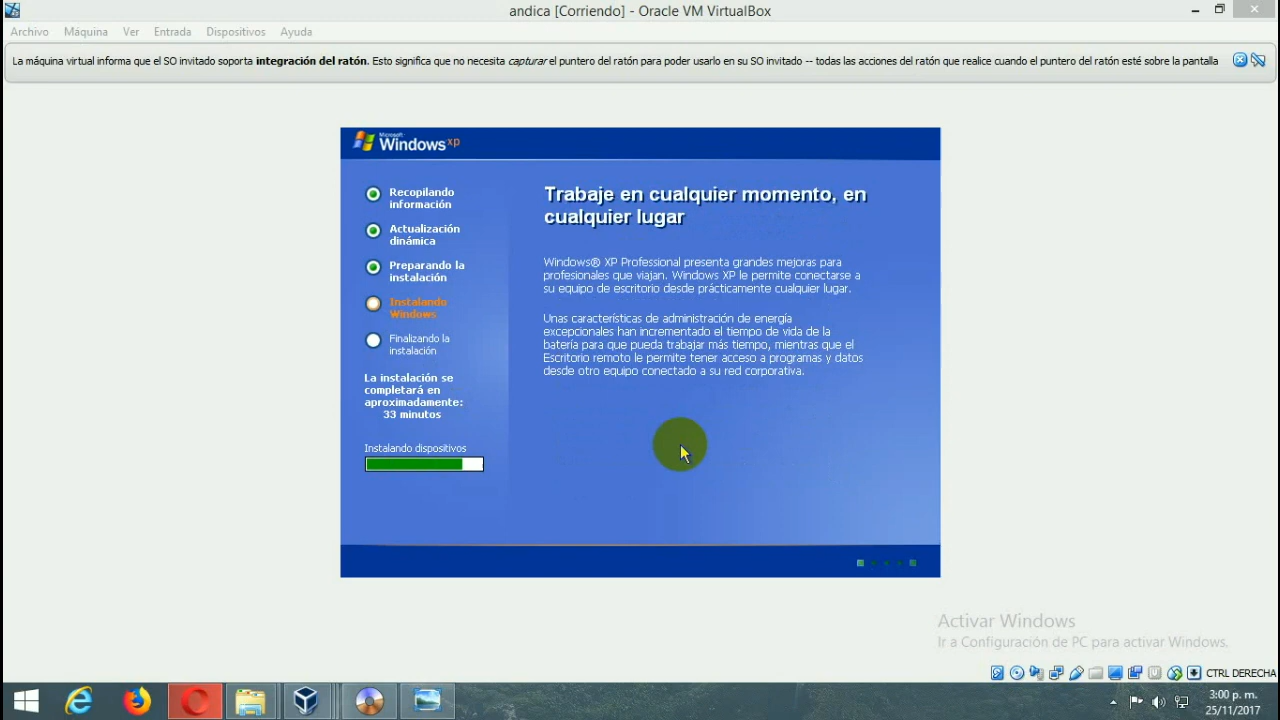 andica [Corriendo] - Oracle VM VirtualBox
Archivo Máquina Ver Entrada Dispositivos Ayuda
La máquina virtual informa que el SO invitado soporta integración del ratón. Esto significa que no necesita capturar el puntero del ratón para poder usarlo en su SO invitado -- todas las acciones del ratón que realice cuando el puntero del ratón esté sobre la pantalla
Microsoft
Windows xp
Recopilando
información
Actualización
dinámica
Preparando la
instalación
Instalando
Windows
Finalizando la
instalación
La instalación se
completará en
aproximadamente:
33 minutos
Instalando dispositivos
Trabaje en cualquier momento, en
cualquier lugar
Windows® XP Professional presenta grandes mejoras para
profesionales que viajan. Windows XP le permite conectarse a
su equipo de escritorio desde prácticamente cualquier lugar.
Unas características de administración de energía
excepcionales han incrementado el tiempo de vida de la
batería para que pueda trabajar más tiempo, mientras que el
Escritorio remoto le permite tener acceso a programas y datos
desde otro equipo conectado a su red corporativa.
Activar Windows
Ir a Configuración de PC para activar Windows.
CTRL DERECHA
3:00 p. m.
25/11/2017